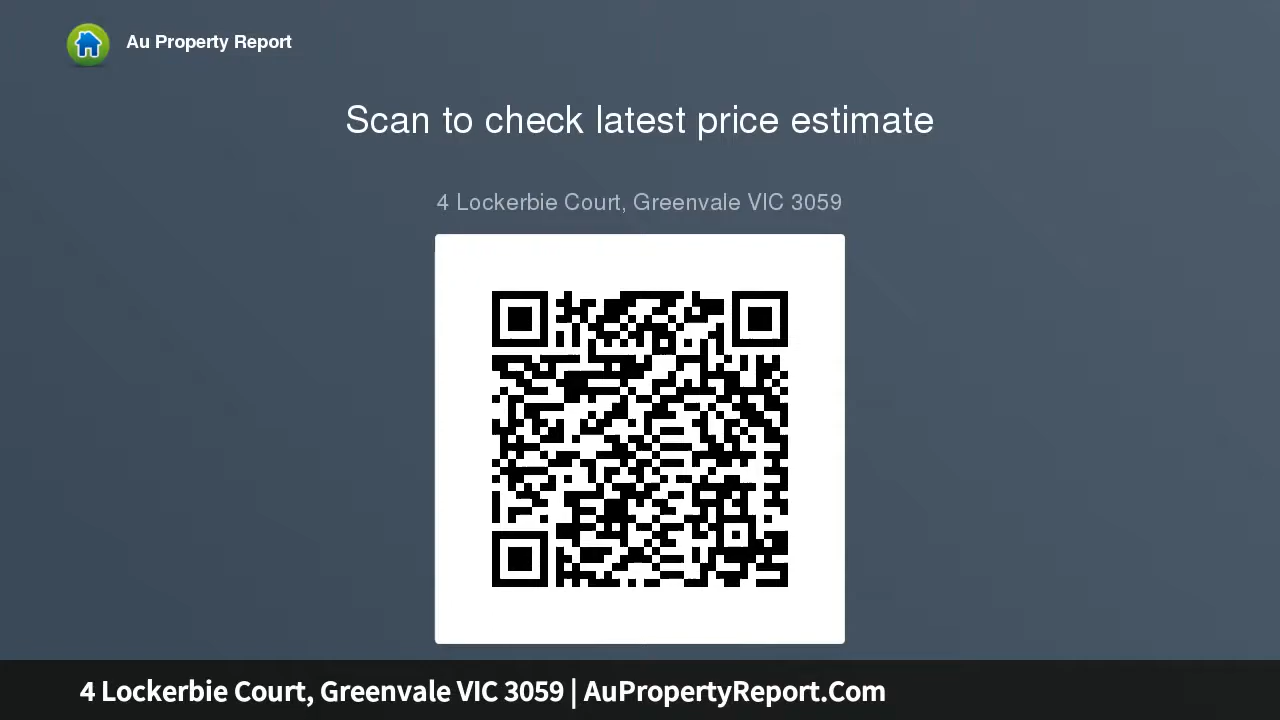 Au Property Report
Scan to check latest price estimate
4 Lockerbie Court, Greenvale VIC 3059
4 Lockerbie Court, Greenvale VIC 3059 | AuPropertyReport.Com